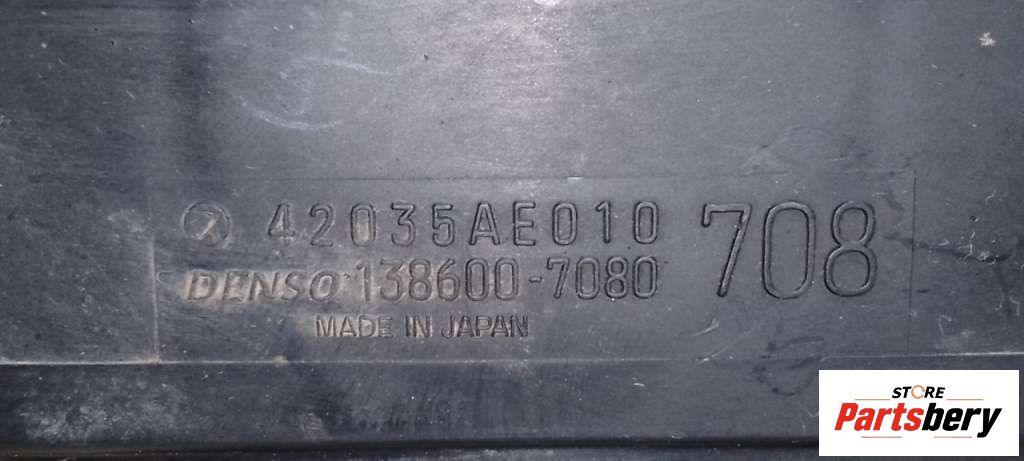 42035AE010
708
DENSO 138600-7080
MADE IN JAPAN
STORE
Partsbery